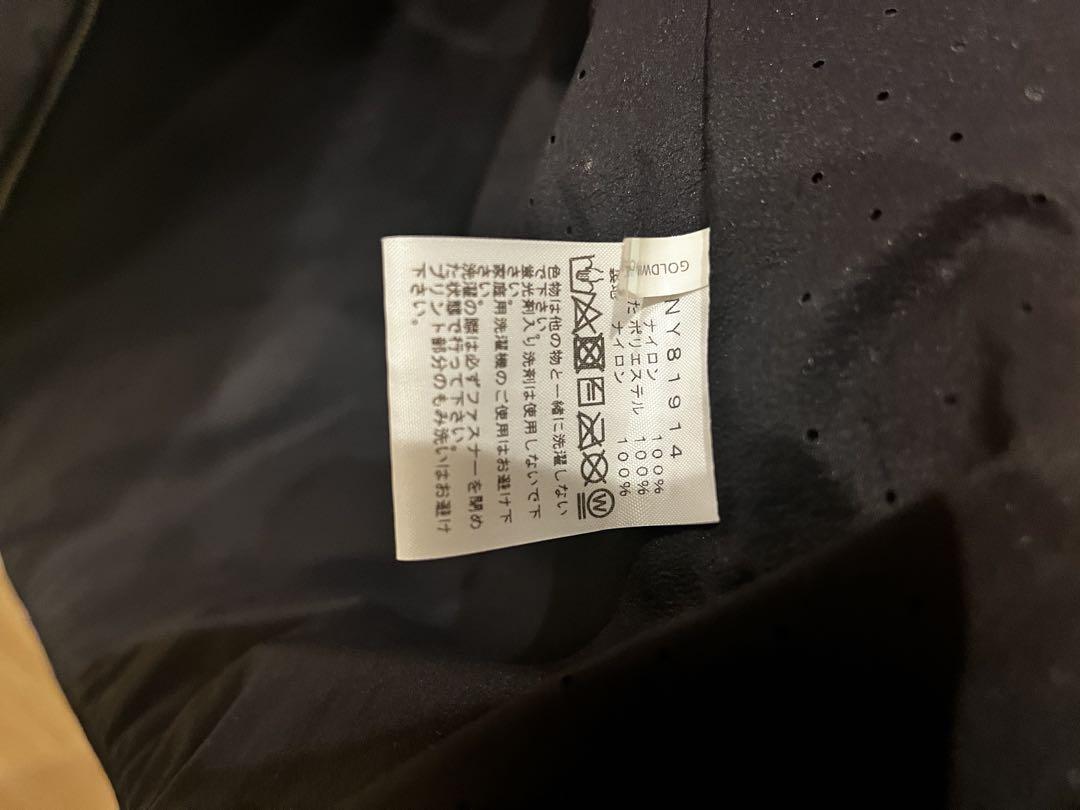 GOLDWI
NY81914
ナイロン 100%
ポリエステル 100%
ナイロン 100%
W
色物は他の物と一緒に洗濯しない
で下さい。
蛍光剤入り洗剤は使用しないで下
さい。
家庭用洗濯機のご使用はお避け下
さい。
洗濯の際は必ずファスナーを閉め
た状態で行って下さい。
プリント部分のもみ洗いはお避け
下さい。